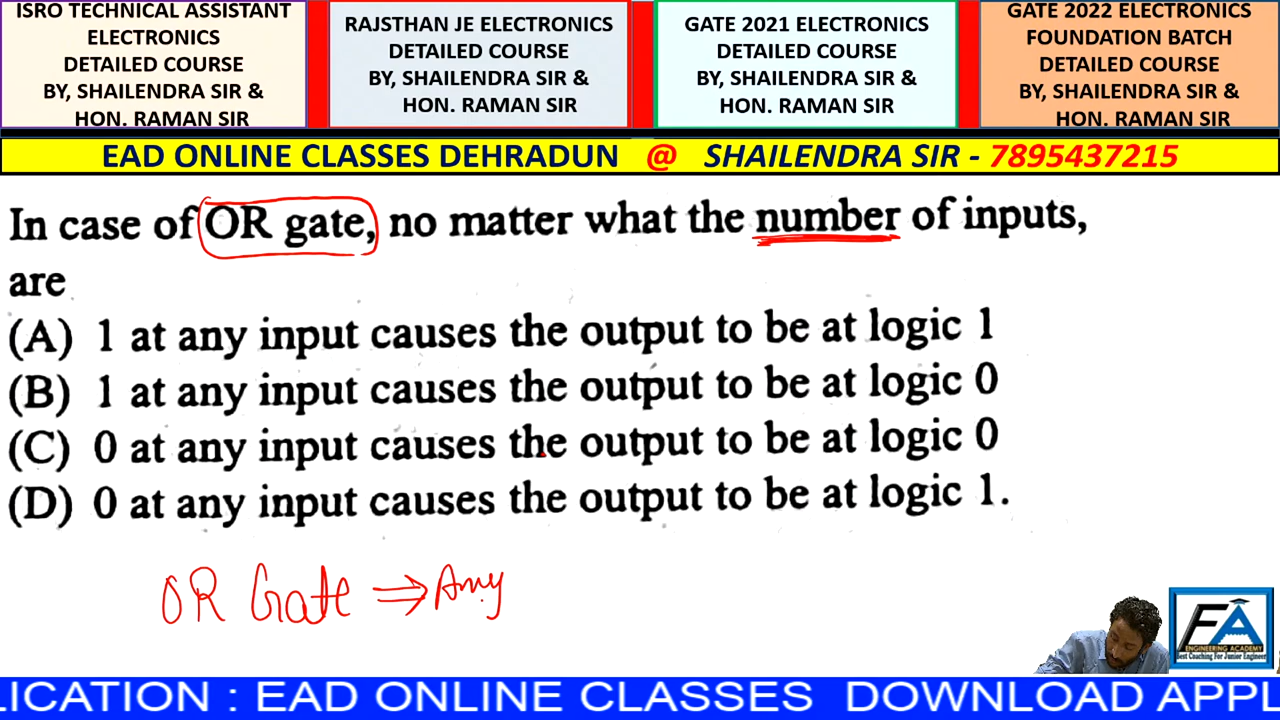 ISRO TECHNICAL ASSISTANT
ELECTRONICS
DETAILED COURSE
BY, SHAILENDRA SIR &
HON. RAMAN SIR
RAJSTHAN JE ELECTRONICS
DETAILED COURSE
BY, SHAILENDRA SIR &
HON. RAMAN SIR
GATE 2021 ELECTRONICS
DETAILED COURSE
BY, SHAILENDRA SIR &
HON. RAMAN SIR
GATE 2022 ELECTRONICS
FOUNDATION BATCH
DETAILED COURSE
BY, SHAILENDRA SIR &
HON. RAMAN SIR
EAD ONLINE CLASSES DEHRADUN @ SHAILENDRA SIR - 7895437215
In case of OR gate, no matter what the number of inputs,
are
(A) 1 at any input causes the output to be at logic 1
(B) 1 at any input causes the output to be at logic 0
(C) 0 at any input causes the output to be at logic 0
(D) 0 at any input causes the output to be at logic 1.
OR Gate ⇒ Any
FA
ENGINEERING ACADEMY
Best Coaching For Junior Engineer
LICATION : EAD ONLINE CLASSES DOWNLOAD APPL